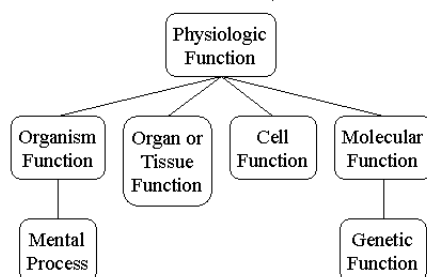 Physiologic
Function
Organism
Function
Organ or
Tissue
Function
Cell
Function
Molecular
Function
Mental
Process
Genetic
Function